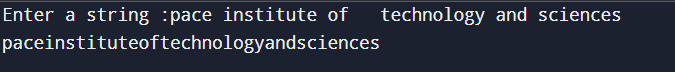 Enter a string :pace institute of   technology and sciences
paceinstituteoftechnologyandsciences